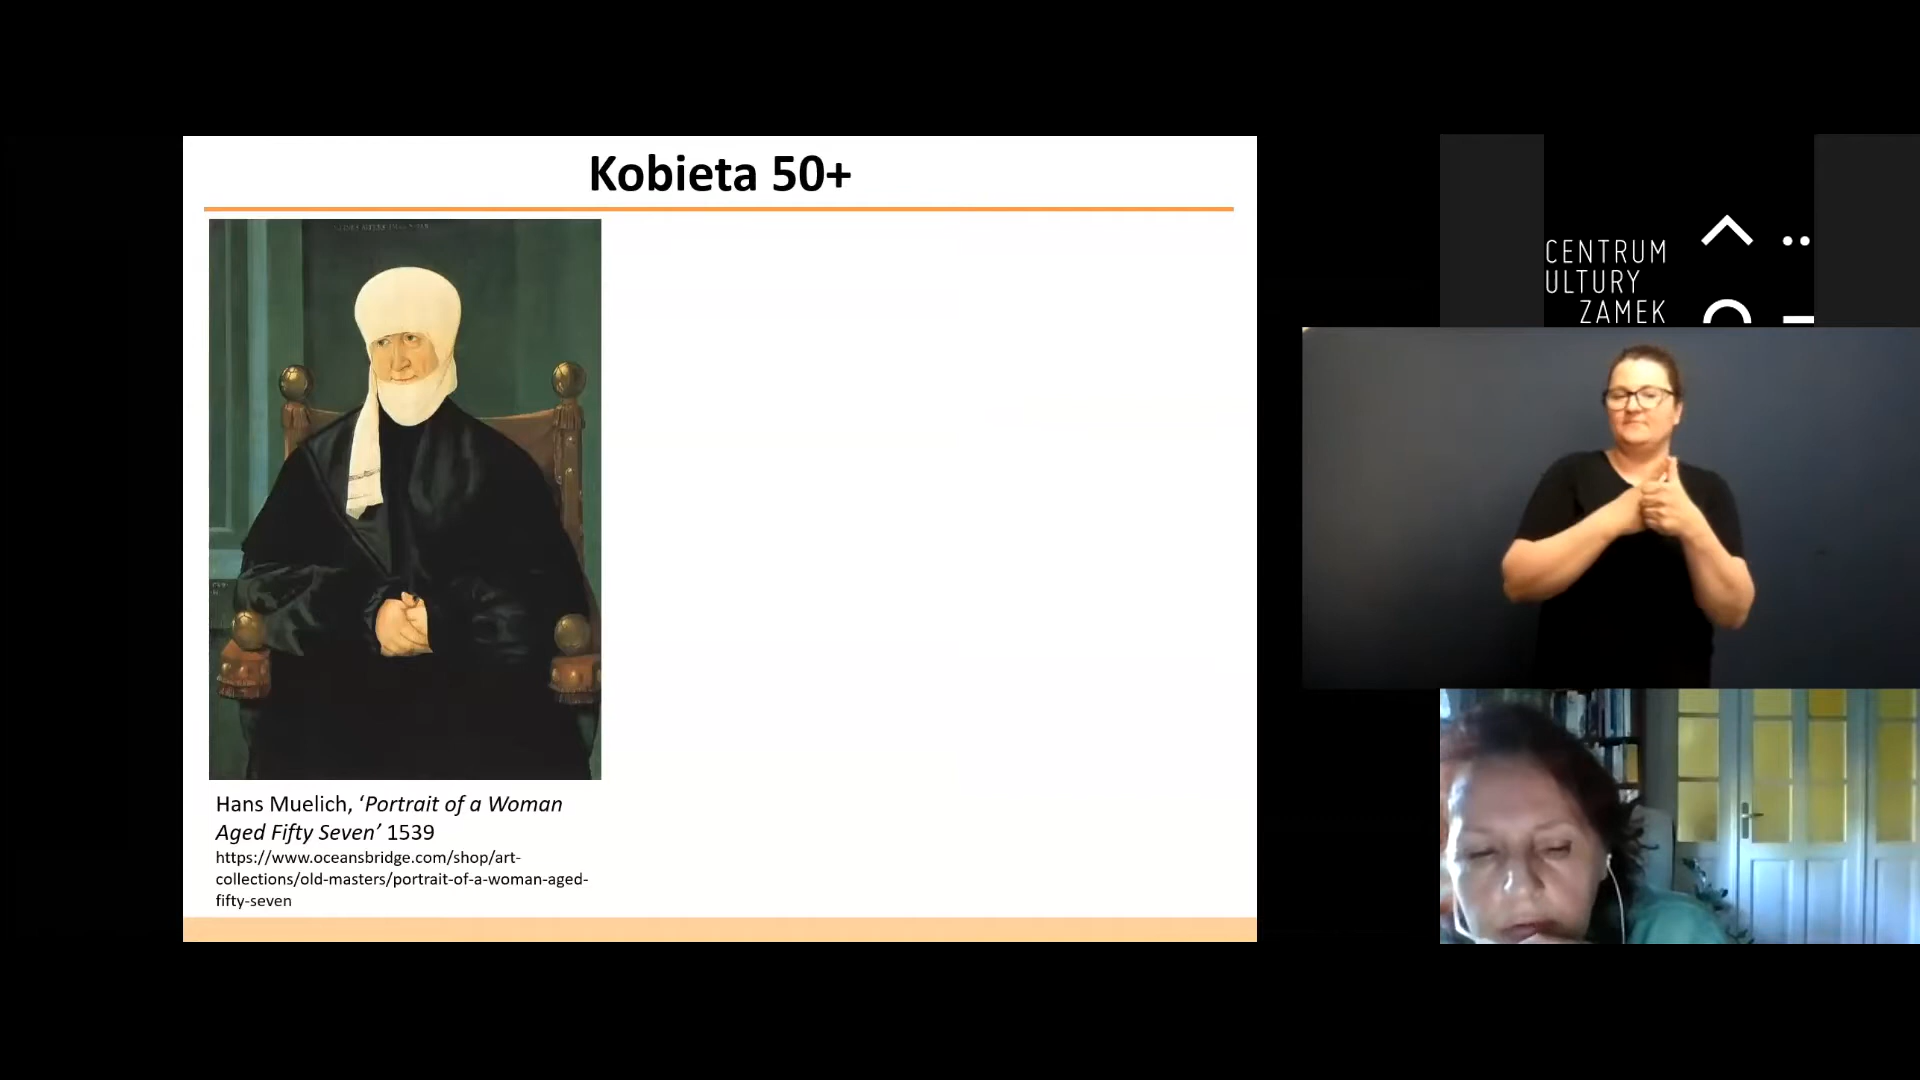 Kobieta 50+
Hans Muelich, ‘Portrait of a Woman
Aged Fifty Seven’ 1539
https://www.oceansbridge.com/shop/art-
collections/old-masters/portrait-of-a-woman-aged-
fifty-seven
CENTRUM
ULTURY
ZAMEK